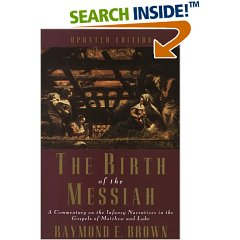 SEARCH INSIDE!™
UPDATED EDITION
THE BIRTH
of the
MESSIAH
A Commentary on the Infancy Narratives in the
Gospels of Matthew and Luke
RAYMOND E. BROWN